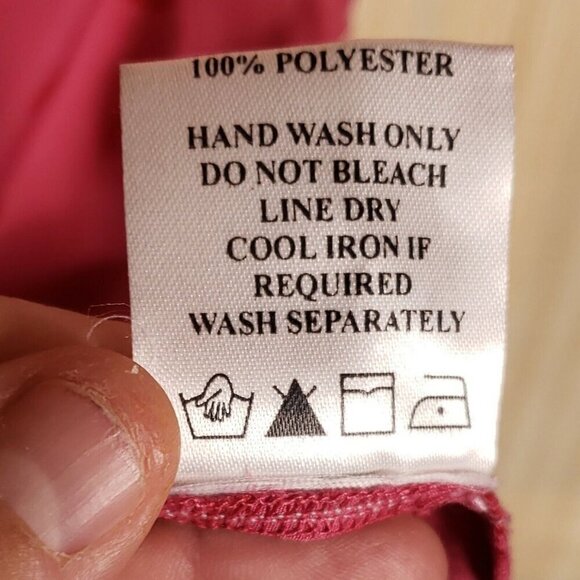 100% POLYESTER
HAND WASH ONLY
DO NOT BLEACH
LINE DRY
COOL IRON IF
REQUIRED
WASH SEPARATELY